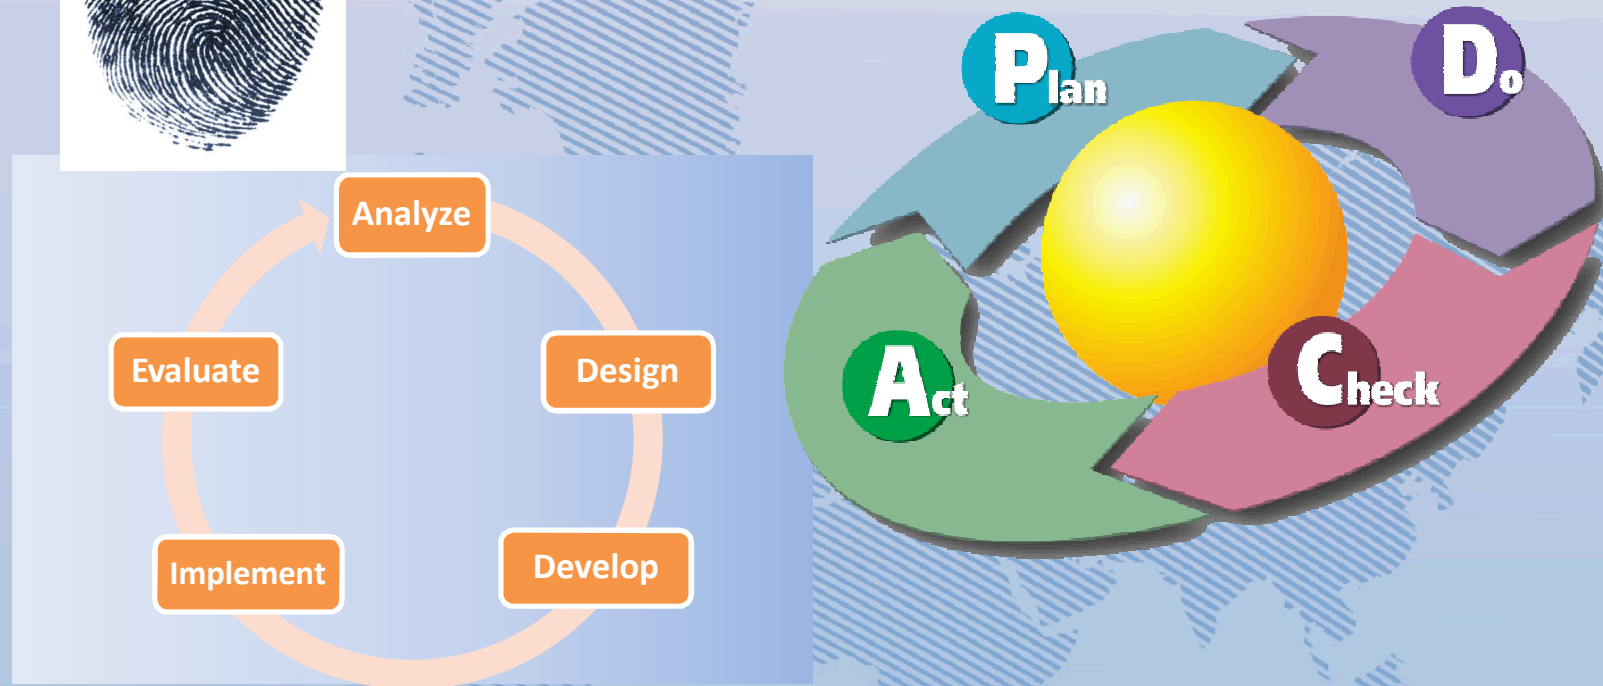 Analyze
Design
Develop
Implement
Evaluate
Plan
Do
Check
Act